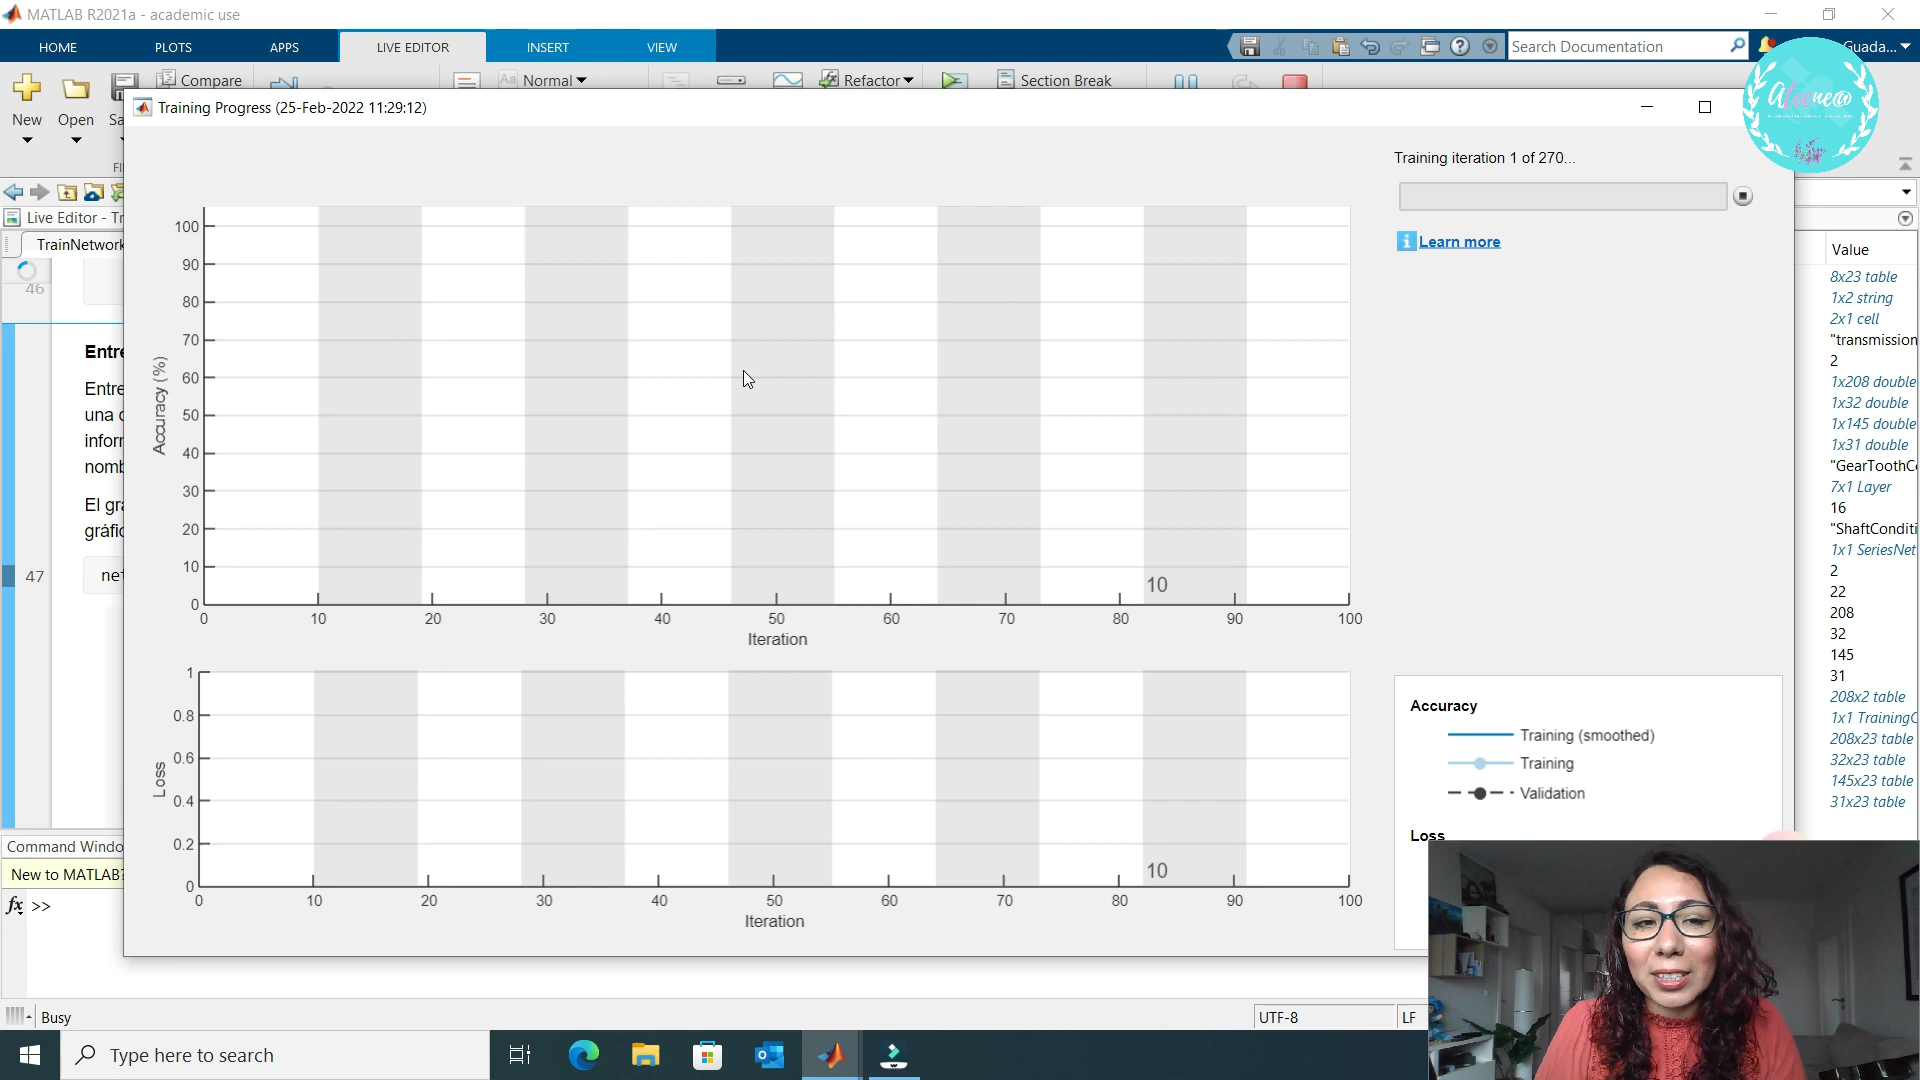 MATLAB R2021a - academic use
HOME
PLOTS
APPS
LIVE EDITOR
INSERT
VIEW
Search Documentation
Guada...
New
Open
Compare
Normal
Refactor
Section Break
Training Progress (25-Feb-2022 11:29:12)
Training iteration 1 of 270...
Learn more
Live Editor - Tr
TrainNetwork
46
Entre
Entre
una c
infor
nomb
El gra
gráfic
47
net
100
90
80
70
60
50
40
30
20
10
0
Accuracy (%)
10
0 10 20 30 40 50 60 70 80 90 100
Iteration
1
0.8
0.6
0.4
0.2
0
Loss
10
0 10 20 30 40 50 60 70 80 90 100
Iteration
Accuracy
Training (smoothed)
Training
Validation
Loss
Value
8x23 table
1x2 string
2x1 cell
"transmission
2
1x208 double
1x32 double
1x145 double
1x31 double
"GearToothC
7x1 Layer
16
"ShaftConditi
1x1 SeriesNet
2
22
208
32
145
31
208x2 table
1x1 TrainingO
208x23 table
32x23 table
145x23 table
31x23 table
Command Windo
New to MATLAB?
fx >>
Busy
UTF-8
LF
Type here to search